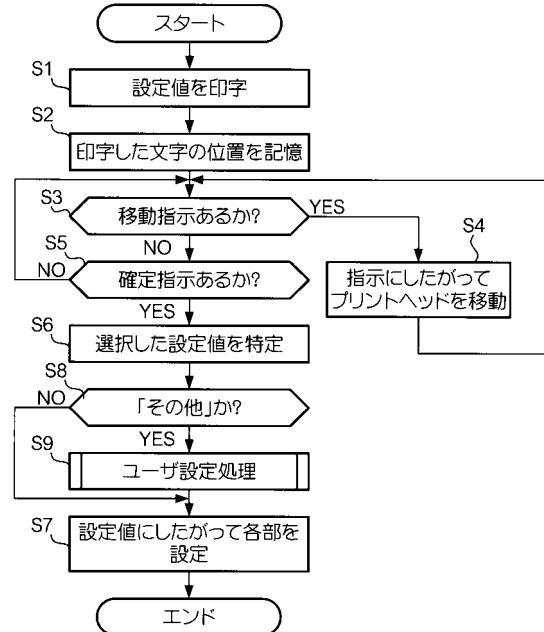 スタート
S1
設定値を印字
S2
印字した文字の位置を記憶
S3
移動指示あるか?
YES
NO
S4
指示にしたがって
プリントヘッドを移動
S5
NO
確定指示あるか?
YES
S6
選択した設定値を特定
S8
NO
「その他」か?
YES
S9
ユーザ設定処理
S7
設定値にしたがって各部を
設定
エンド